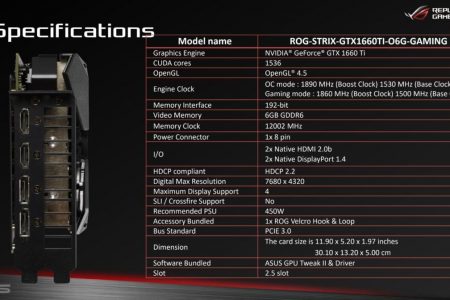 Specifications
REPUBL
GAMER
Model name ROG-STRIX-GTX1660TI-O6G-GAMING
Graphics Engine NVIDIA® GeForce® GTX 1660 Ti
CUDA cores 1536
OpenGL OpenGL® 4.5
Engine Clock OC mode : 1890 MHz (Boost Clock) 1530 MHz (Base Clock
Gaming mode : 1860 MHz (Boost Clock) 1500 MHz (Base
Memory Interface 192-bit
Video Memory 6GB GDDR6
Memory Clock 12002 MHz
Power Connector 1x 8 pin
I/O 2x Native HDMI 2.0b
2x Native DisplayPort 1.4
HDCP compliant HDCP 2.2
Digital Max Resolution 7680 x 4320
Maximum Display Support 4
SLI / Crossfire Support No
Recommended PSU 450W
Accessory Bundled 1x ROG Velcro Hook & Loop
Bus Standard PCIE 3.0
Dimension The card size is 11.90 x 5.20 x 1.97 inches
30.10 x 13.20 x 5.00 cm
Software Bundled ASUS GPU Tweak II & Driver
Slot 2.5 slot